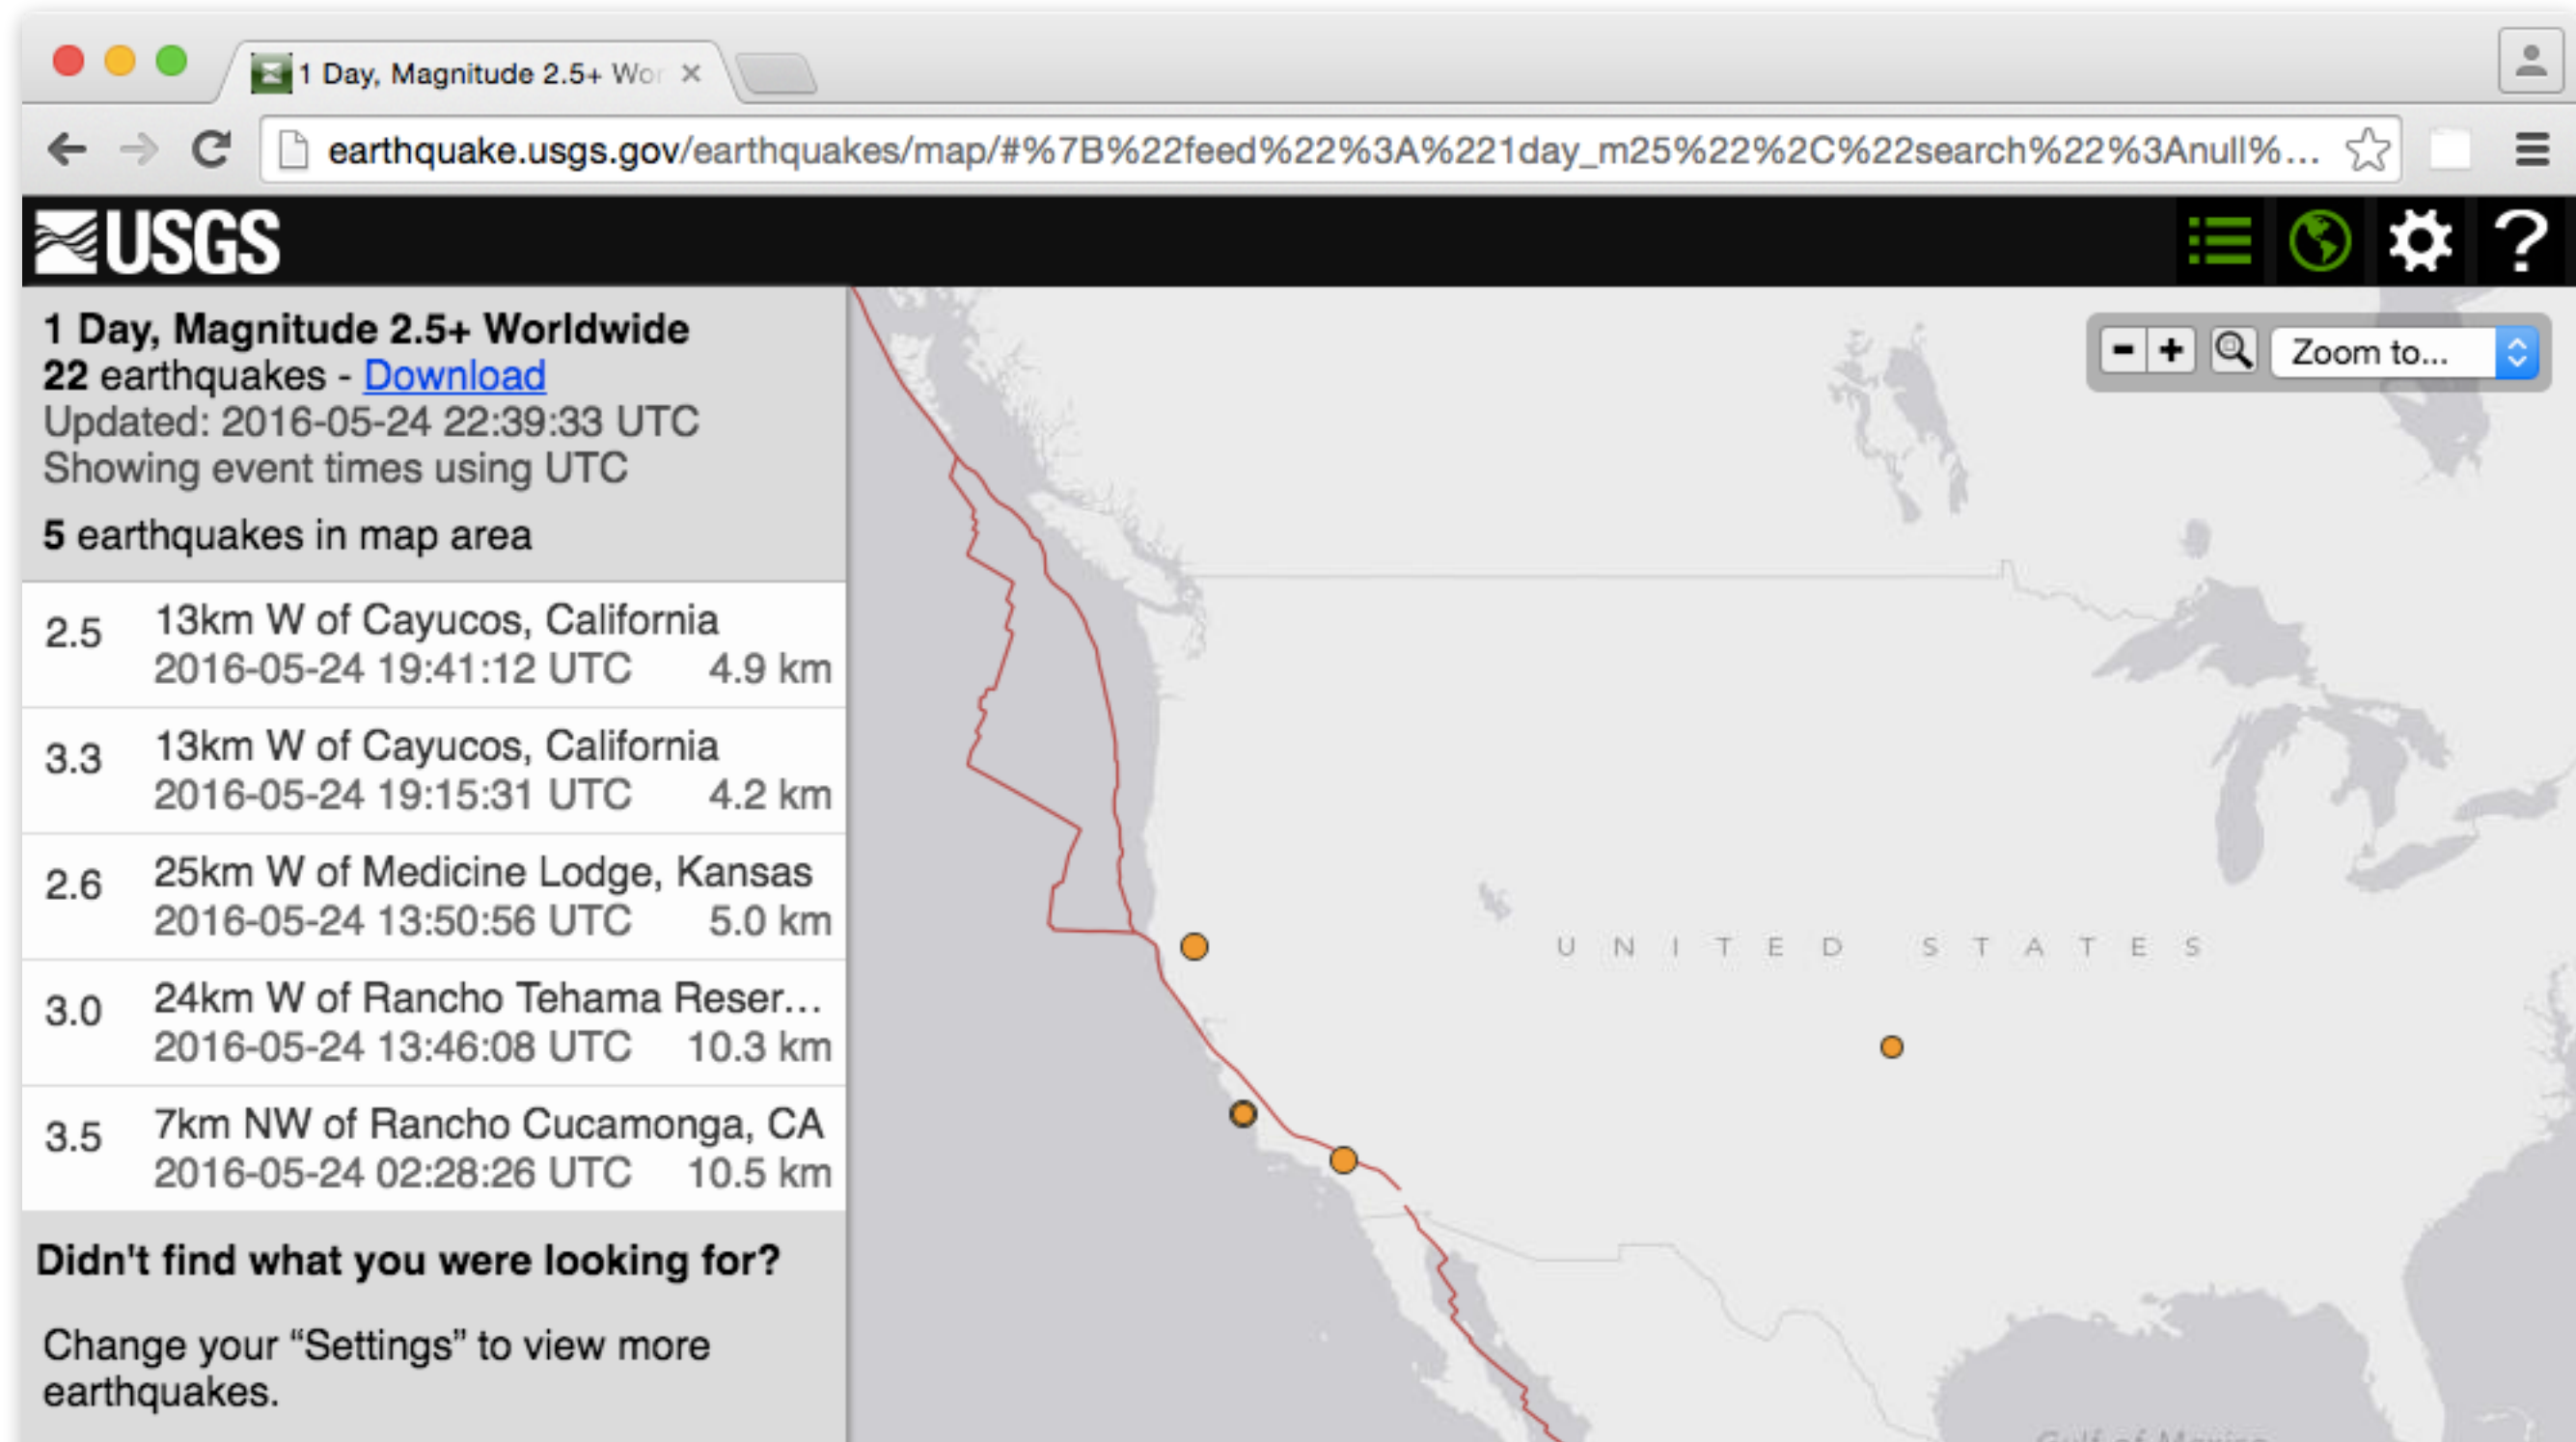 1 Day, Magnitude 2.5+ Wor
earthquake.usgs.gov/earthquakes/map/#%7B%22feed%22%3A%221day_m25%22%2C%22search%22%3Anull%...
USGS
1 Day, Magnitude 2.5+ Worldwide
22 earthquakes - Download
Updated: 2016-05-24 22:39:33 UTC
Showing event times using UTC
5 earthquakes in map area
2.5 13km W of Cayucos, California
2016-05-24 19:41:12 UTC 4.9 km
3.3 13km W of Cayucos, California
2016-05-24 19:15:31 UTC 4.2 km
2.6 25km W of Medicine Lodge, Kansas
2016-05-24 13:50:56 UTC 5.0 km
3.0 24km W of Rancho Tehama Reser...
2016-05-24 13:46:08 UTC 10.3 km
3.5 7km NW of Rancho Cucamonga, CA
2016-05-24 02:28:26 UTC 10.5 km
Didn't find what you were looking for?
Change your “Settings” to view more
earthquakes.
Zoom to...
UNITED STATES
Gulf of Mexico